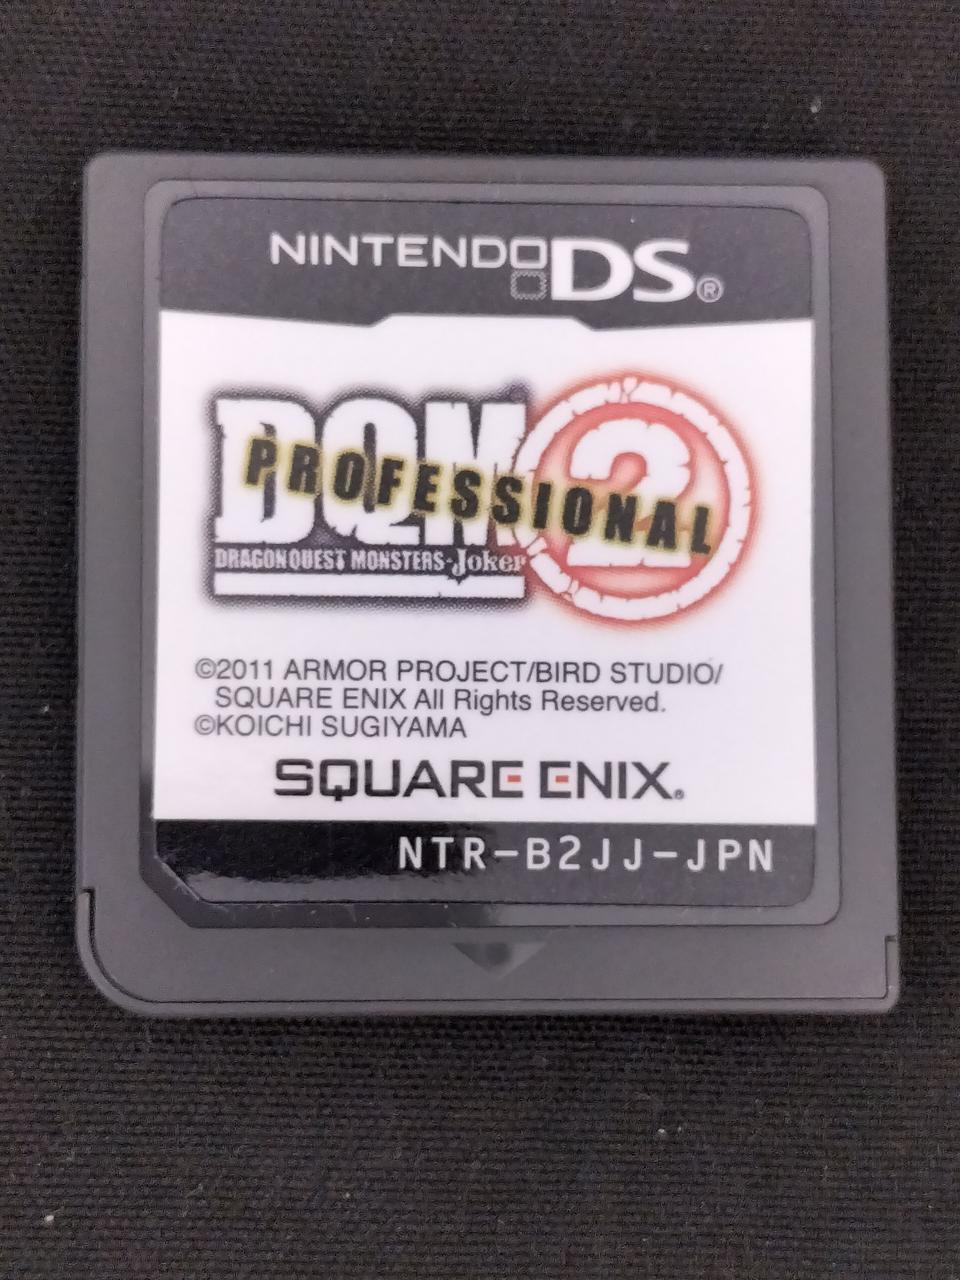 NINTENDO DS®
DQM 2
PROFESSIONAL
DRAGON QUEST MONSTERS-Joker
©2011 ARMOR PROJECT/BIRD STUDIO/
SQUARE ENIX All Rights Reserved.
©KOICHI SUGIYAMA
SQUARE ENIX®
NTR-B2JJ-JPN